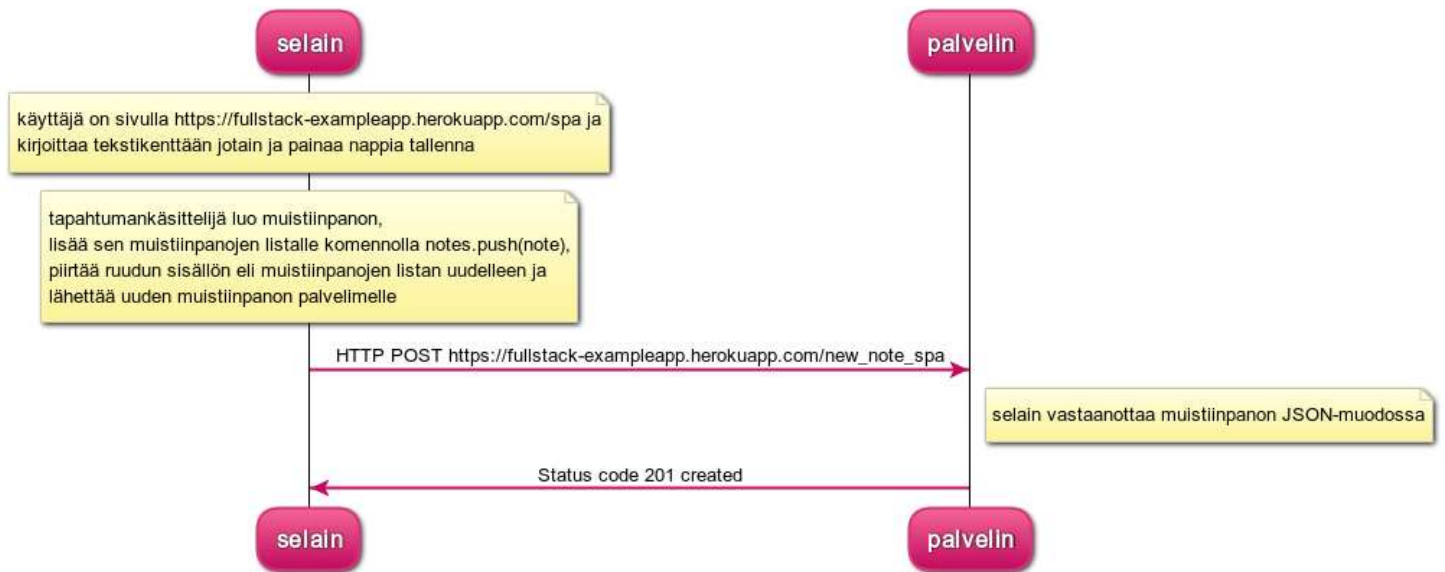 selain
palvelin
käyttäjä on sivulla https://fullstack-exampleapp.herokuapp.com/spa ja
kirjoittaa tekstikenttään jotain ja painaa nappia tallenna
tapahtumankäsittelijä luo muistiinpanon,
lisää sen muistiinpanojen listalle komennolla notes.push(note),
piirtää ruudun sisällön eli muistiinpanojen listan uudelleen ja
lähettää uuden muistiinpanon palvelimelle
HTTP POST https://fullstack-exampleapp.herokuapp.com/new_note_spa
selain vastaanottaa muistiinpanon JSON-muodossa
Status code 201 created
selain
palvelin